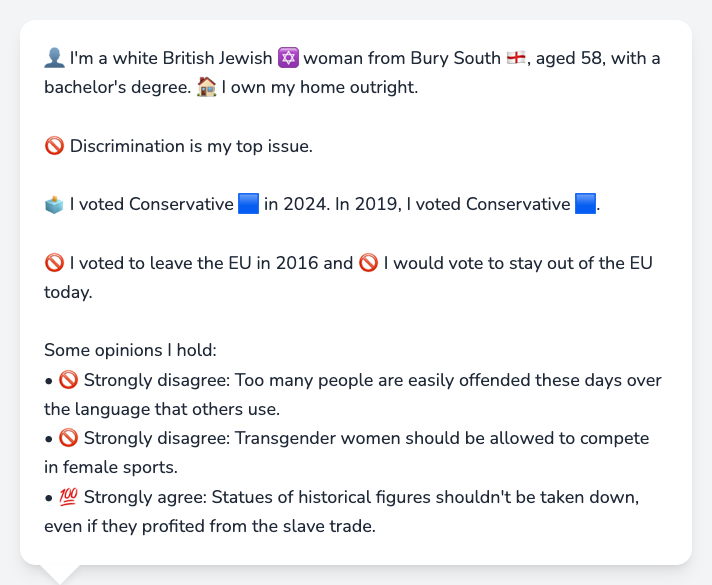 👤 I'm a white British Jewish ✡️ woman from Bury South 🏴󠁧󠁢󠁥󠁮󠁧󠁿, aged 58, with a
bachelor's degree. 🏠 I own my home outright.
🚫 Discrimination is my top issue.
🗳️ I voted Conservative 🟦 in 2024. In 2019, I voted Conservative 🟦.
🚫 I voted to leave the EU in 2016 and 🚫 I would vote to stay out of the EU
today.
Some opinions I hold:
• 🚫 Strongly disagree: Too many people are easily offended these days over
the language that others use.
• 🚫 Strongly disagree: Transgender women should be allowed to compete
in female sports.
• 💯 Strongly agree: Statues of historical figures shouldn't be taken down,
even if they profited from the slave trade.